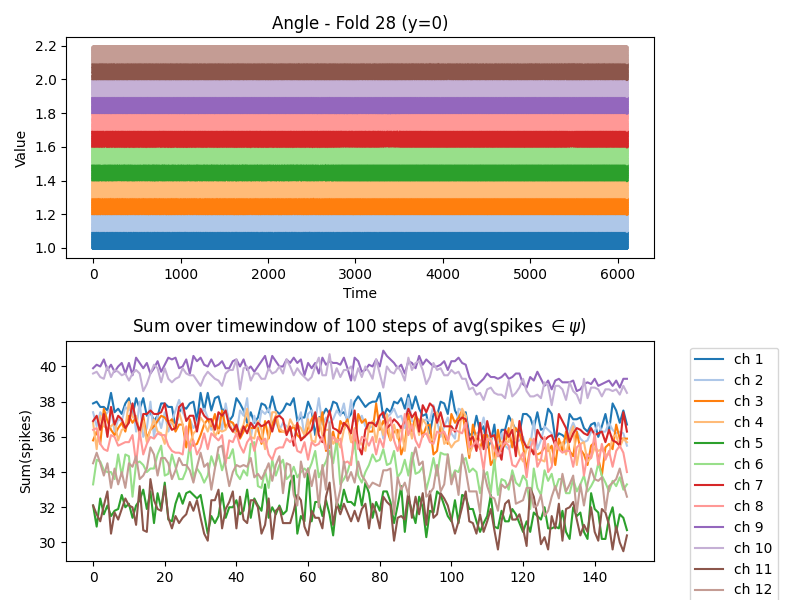 Angle - Fold 28 (y=0)
Value
2.2
2.0
1.8
1.6
1.4
1.2
1.0
0 1000 2000 3000 4000 5000 6000
Time
Sum over timewindow of 100 steps of avg(spikes ∈ψ)
Sum(spikes)
40
38
36
34
32
30
0 20 40 60 80 100 120 140
ch 1
ch 2
ch 3
ch 4
ch 5
ch 6
ch 7
ch 8
ch 9
ch 10
ch 11
ch 12